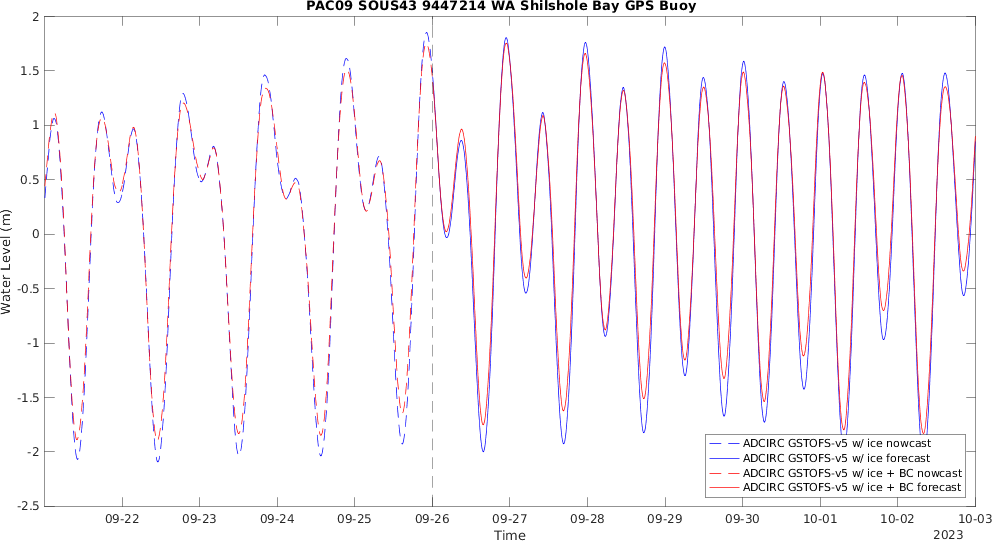 PAC09 SOUS43 9447214 WA Shilshole Bay GPS Buoy
2
1.5
1
0.5
0
-0.5
-1
-1.5
-2
-2.5
Water Level (m)
ADCIRC GSTOFS-v5 w/ ice nowcast
ADCIRC GSTOFS-v5 w/ ice forecast
ADCIRC GSTOFS-v5 w/ ice + BC nowcast
ADCIRC GSTOFS-v5 w/ ice + BC forecast
09-22 09-23 09-24 09-25 09-26 09-27 09-28 09-29 09-30 10-01 10-02 10-03
Time
2023